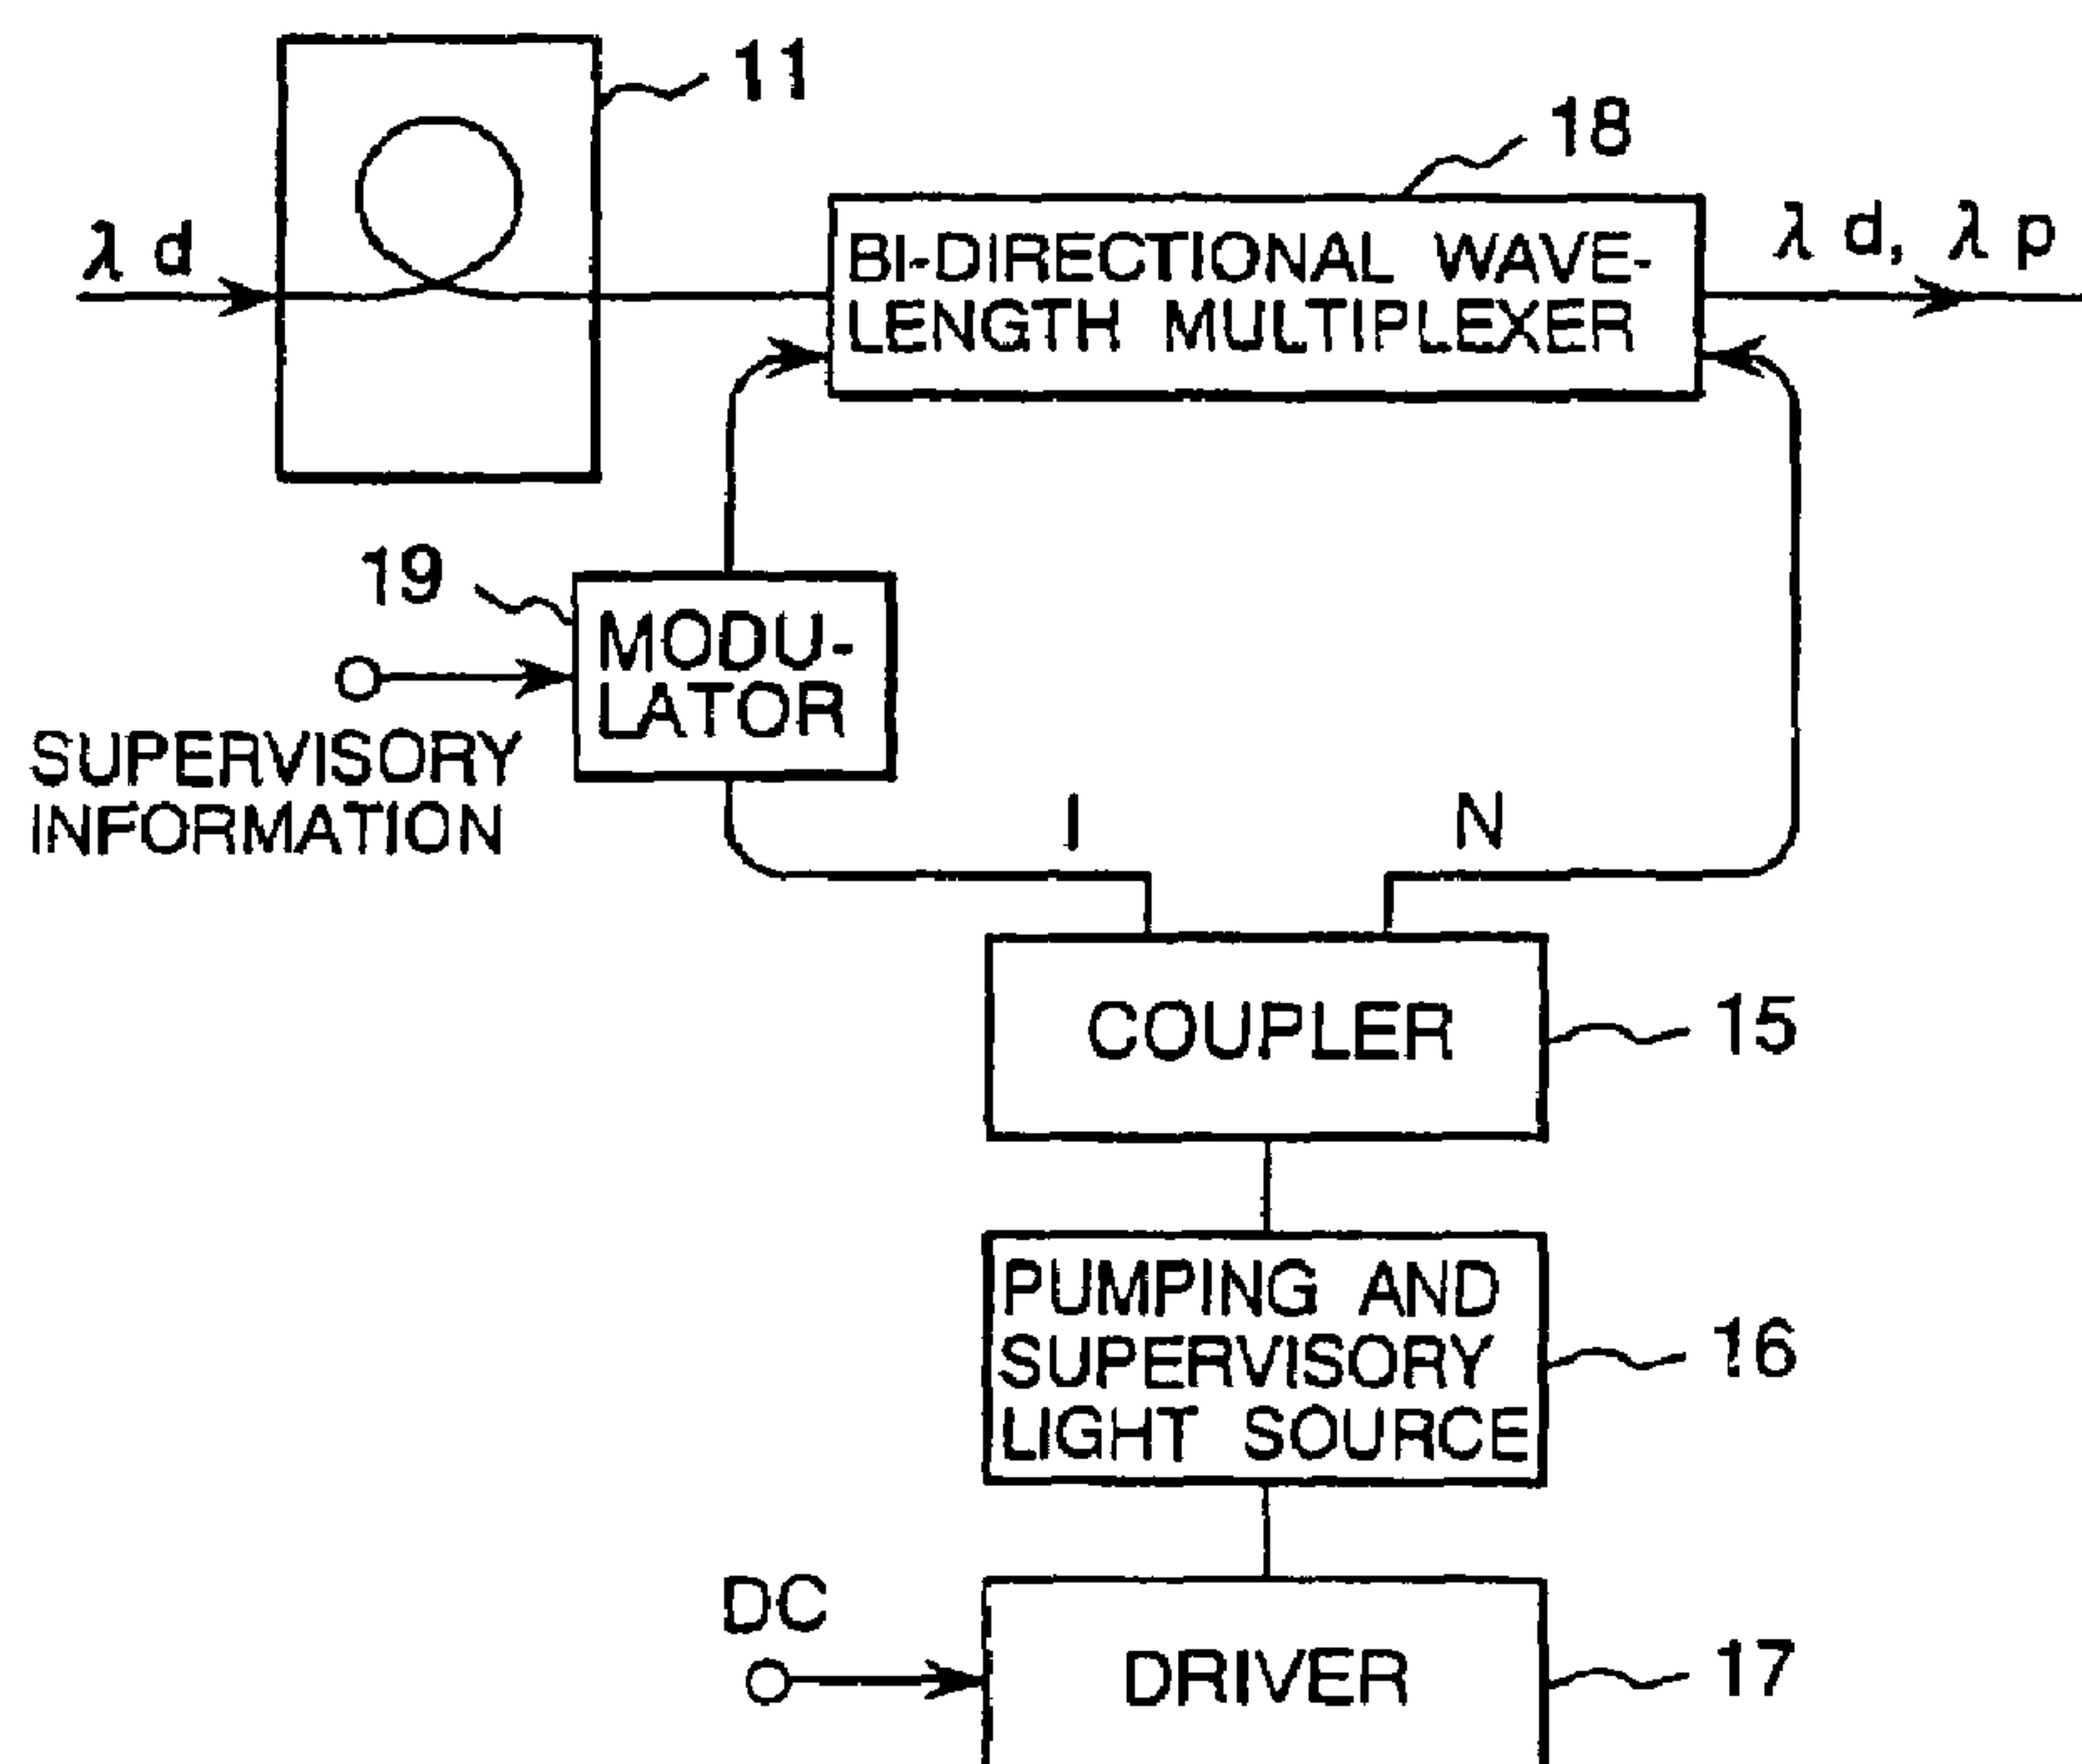 11
18
λ d
BI-DIRECTIONAL WAVE-
LENGTH MULTIPLEXER
λ d, λ p
19
MODU-
LATOR
SUPERVISORY
INFORMATION
I
N
COUPLER
15
PUMPING AND
SUPERVISORY
LIGHT SOURCE
16
DC
DRIVER
17